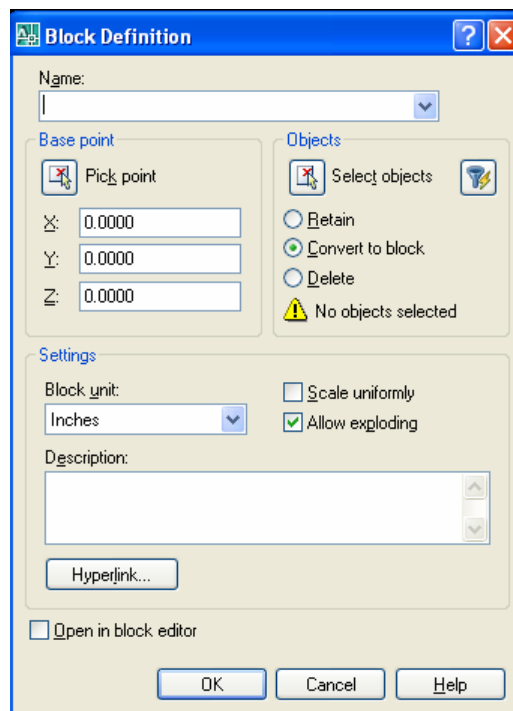 Block Definition
Name:
Base point
Pick point
X: 0.0000
Y: 0.0000
Z: 0.0000
Objects
Select objects
Retain
Convert to block
Delete
No objects selected
Settings
Block unit:
Inches
Scale uniformly
Allow exploding
Description:
Hyperlink...
Open in block editor
OK
Cancel
Help